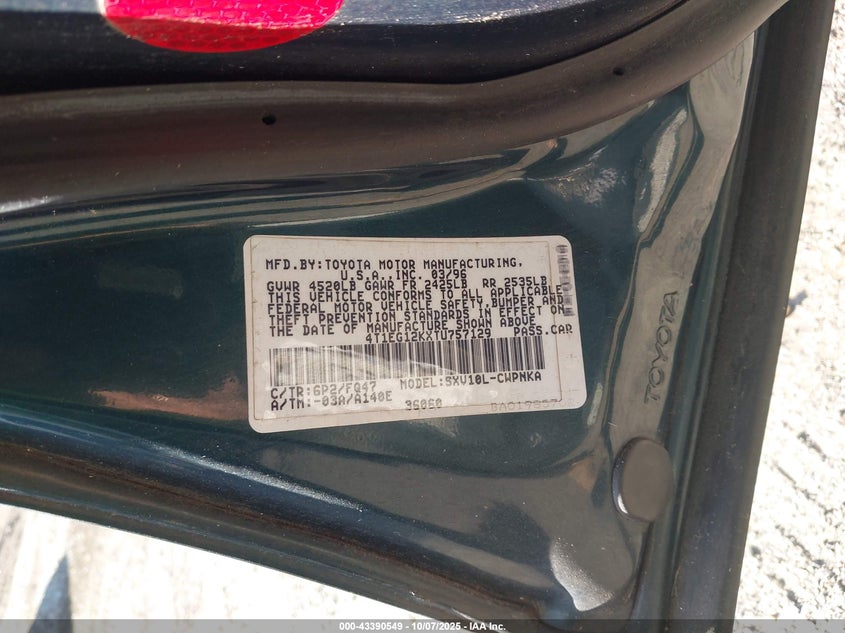 MFD.BY:TOYOTA MOTOR MANUFACTURING,
U.S.A.,INC. 03/96
GVWR 4520LB GAWR FR 2425LB RR 2535LB
THIS VEHICLE CONFORMS TO ALL APPLICABLE
FEDERAL MOTOR VEHICLE SAFETY BUMPER AND
THEFT PREVENTION STANDARDS IN EFFECT ON
THE DATE OF MANUFACTURE SHOWN ABOVE
4T1EG12KXTU757129 PASS.CAR
C/TR:6P2/FQ47 MODEL:SXV10L-CWPNKA
A/TM:-03A/A140E 36060
TOYOTA
000-43390549 - 10/07/2025 - IAA Inc.